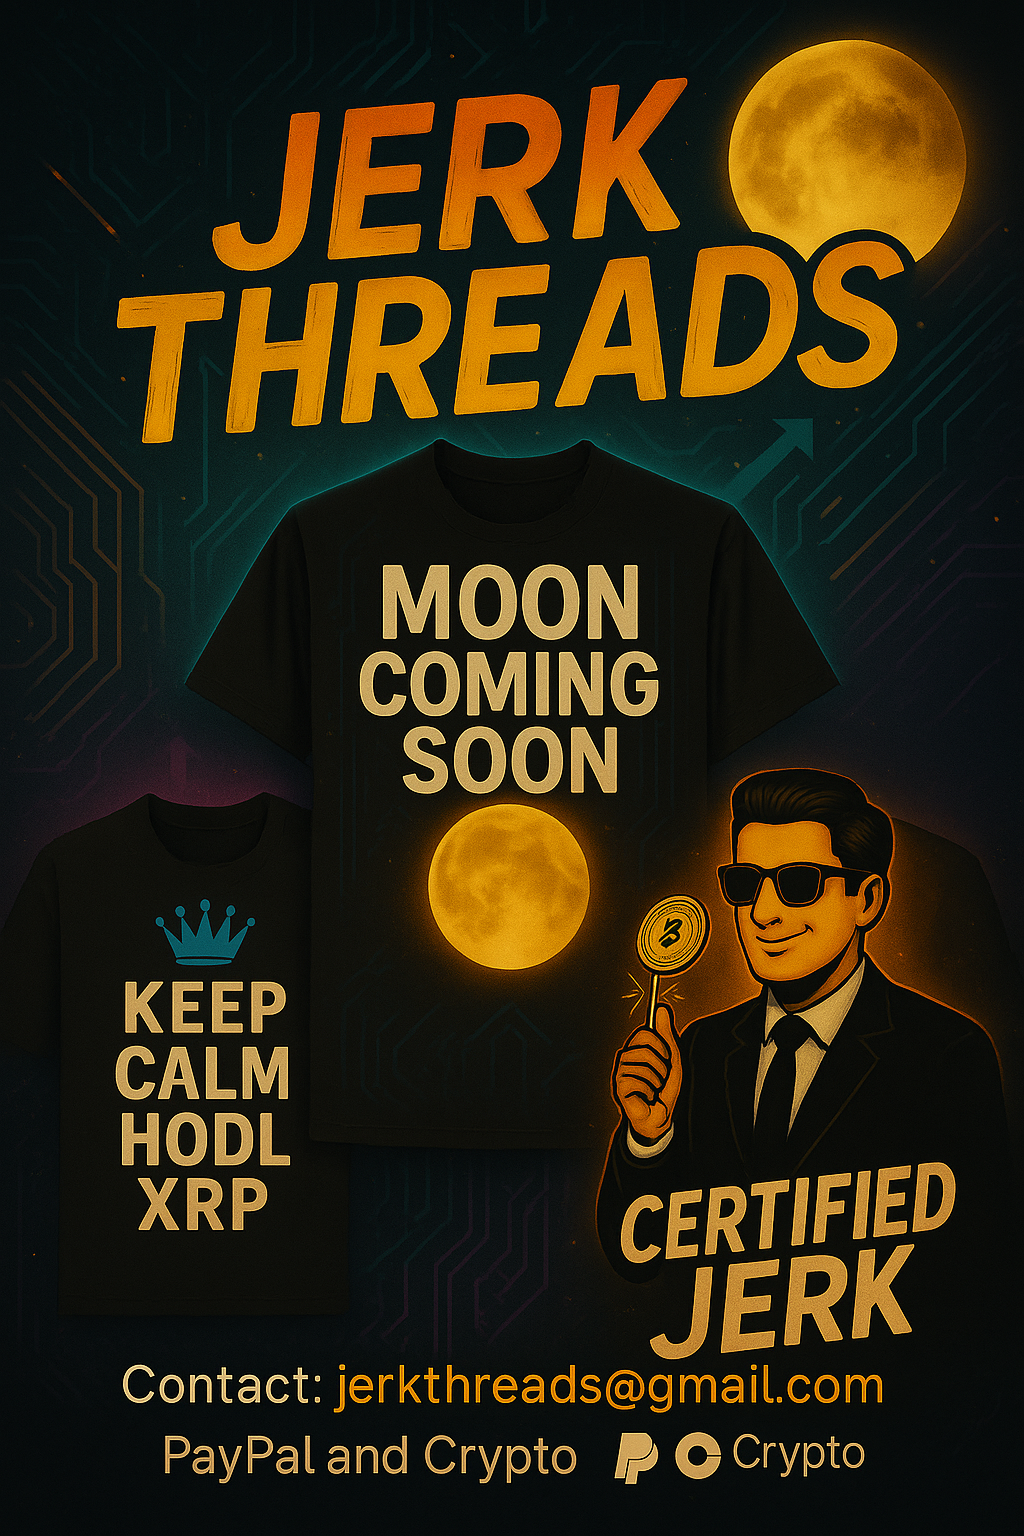 JERK
THREADS
MOON
COMING
SOON
KEEP
CALM
HODL
XRP
CERTIFIED
JERK
Contact: jerkthreads@gmail.com
PayPal and Crypto Crypto